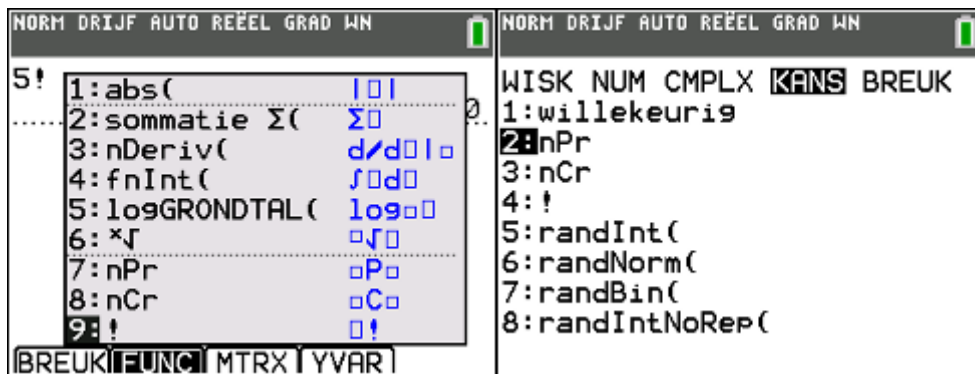 NORM DRIJF AUTO REËEL GRAD WN
5!
1:abs( |□|
2:sommatie Σ( Σ□
3:nDeriv( d/d□|□
4:fnInt( ∫□d□
5:logGRONDTAL( log□□
6:ˣ√ □√□
7:nPr □P□
8:nCr □C□
9:! □!
0
BREUK FUNC MTRX YVAR
NORM DRIJF AUTO REËEL GRAD WN
WISK NUM CMPLX KANS BREUK
1:willekeurig
2:nPr
3:nCr
4:!
5:randInt(
6:randNorm(
7:randBin(
8:randIntNoRep(